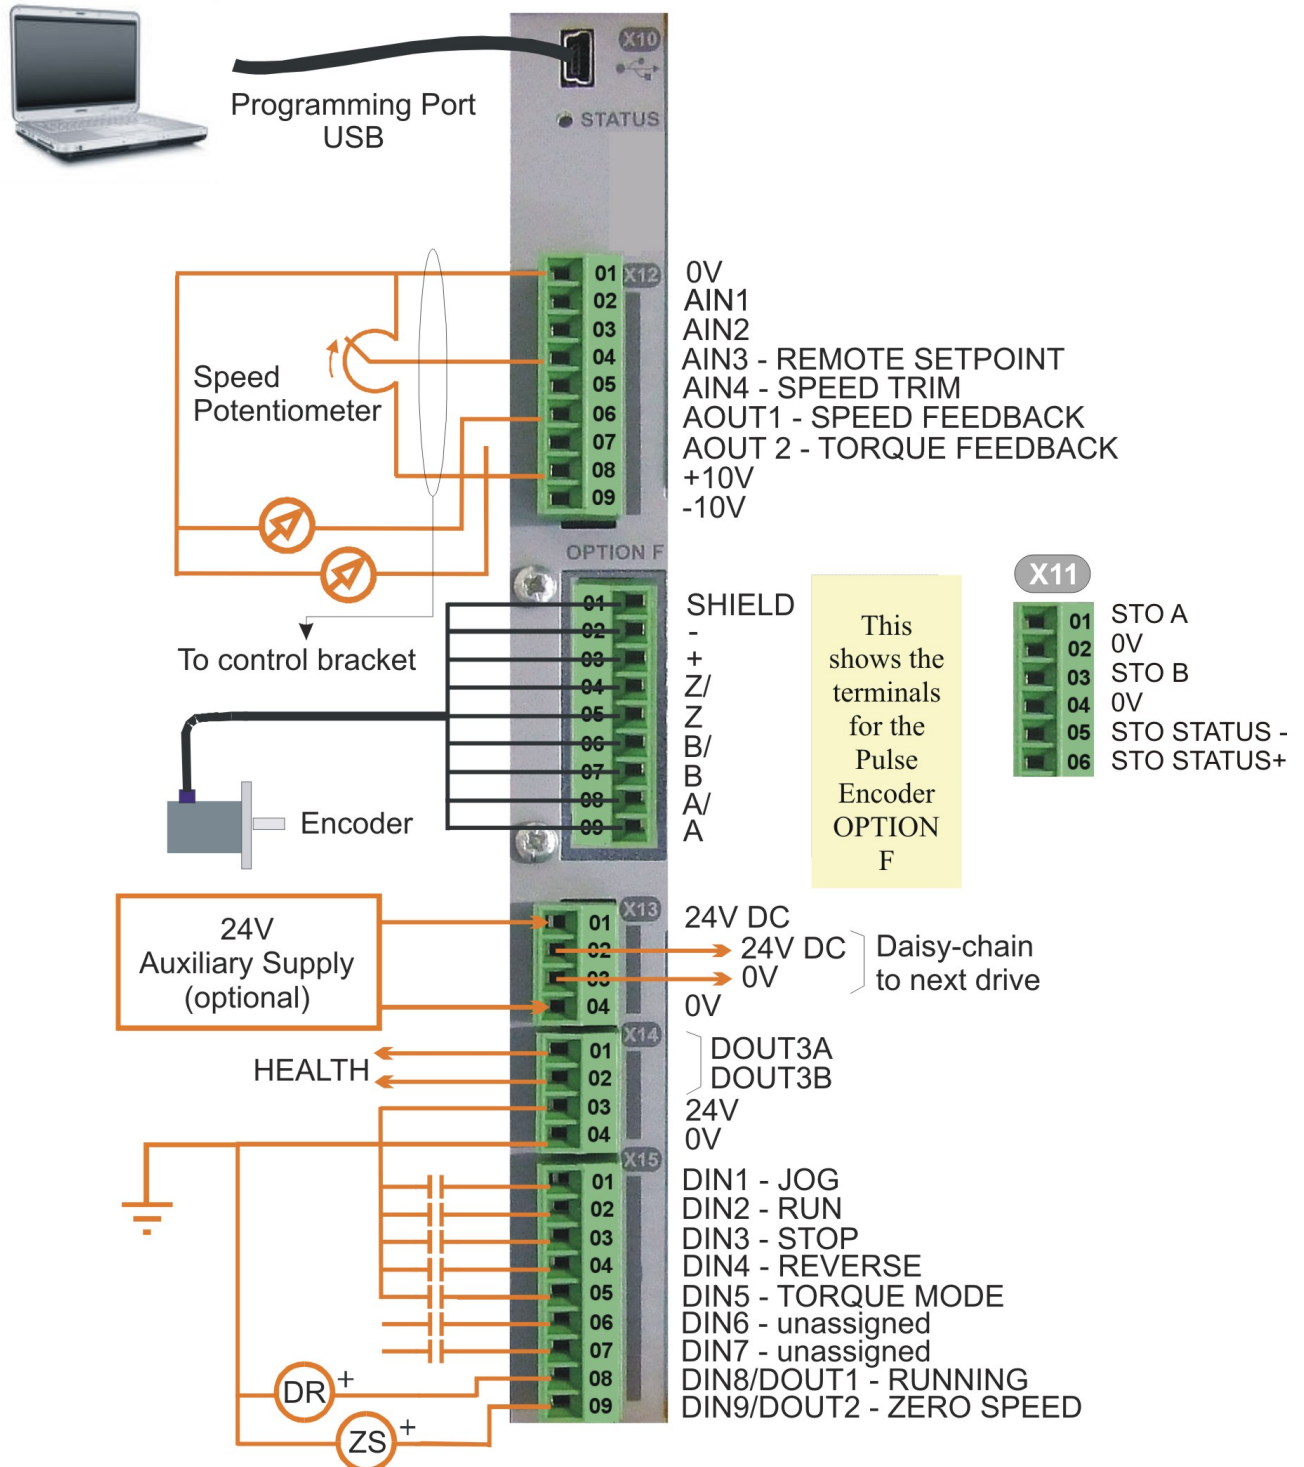 Programming Port
USB
X10
STATUS
X12
01 0V
02 AIN1
03 AIN2
04 AIN3 - REMOTE SETPOINT
05 AIN4 - SPEED TRIM
06 AOUT1 - SPEED FEEDBACK
07 AOUT 2 - TORQUE FEEDBACK
08 +10V
09 -10V
Speed
Potentiometer
To control bracket
OPTION F
01 SHIELD
02 -
03 +
04 Z/
05 Z
06 B/
07 B
08 A/
09 A
Encoder
This
shows the
terminals
for the
Pulse
Encoder
OPTION
F
X11
01 STO A
02 0V
03 STO B
04 0V
05 STO STATUS -
06 STO STATUS+
24V
Auxiliary Supply
(optional)
X13
01 24V DC
02 24V DC
03 0V
04 0V
Daisy-chain
to next drive
HEALTH
X14
01 DOUT3A
02 DOUT3B
03 24V
04 0V
X15
01 DIN1 - JOG
02 DIN2 - RUN
03 DIN3 - STOP
04 DIN4 - REVERSE
05 DIN5 - TORQUE MODE
06 DIN6 - unassigned
07 DIN7 - unassigned
08 DIN8/DOUT1 - RUNNING
09 DIN9/DOUT2 - ZERO SPEED
DR +
ZS +